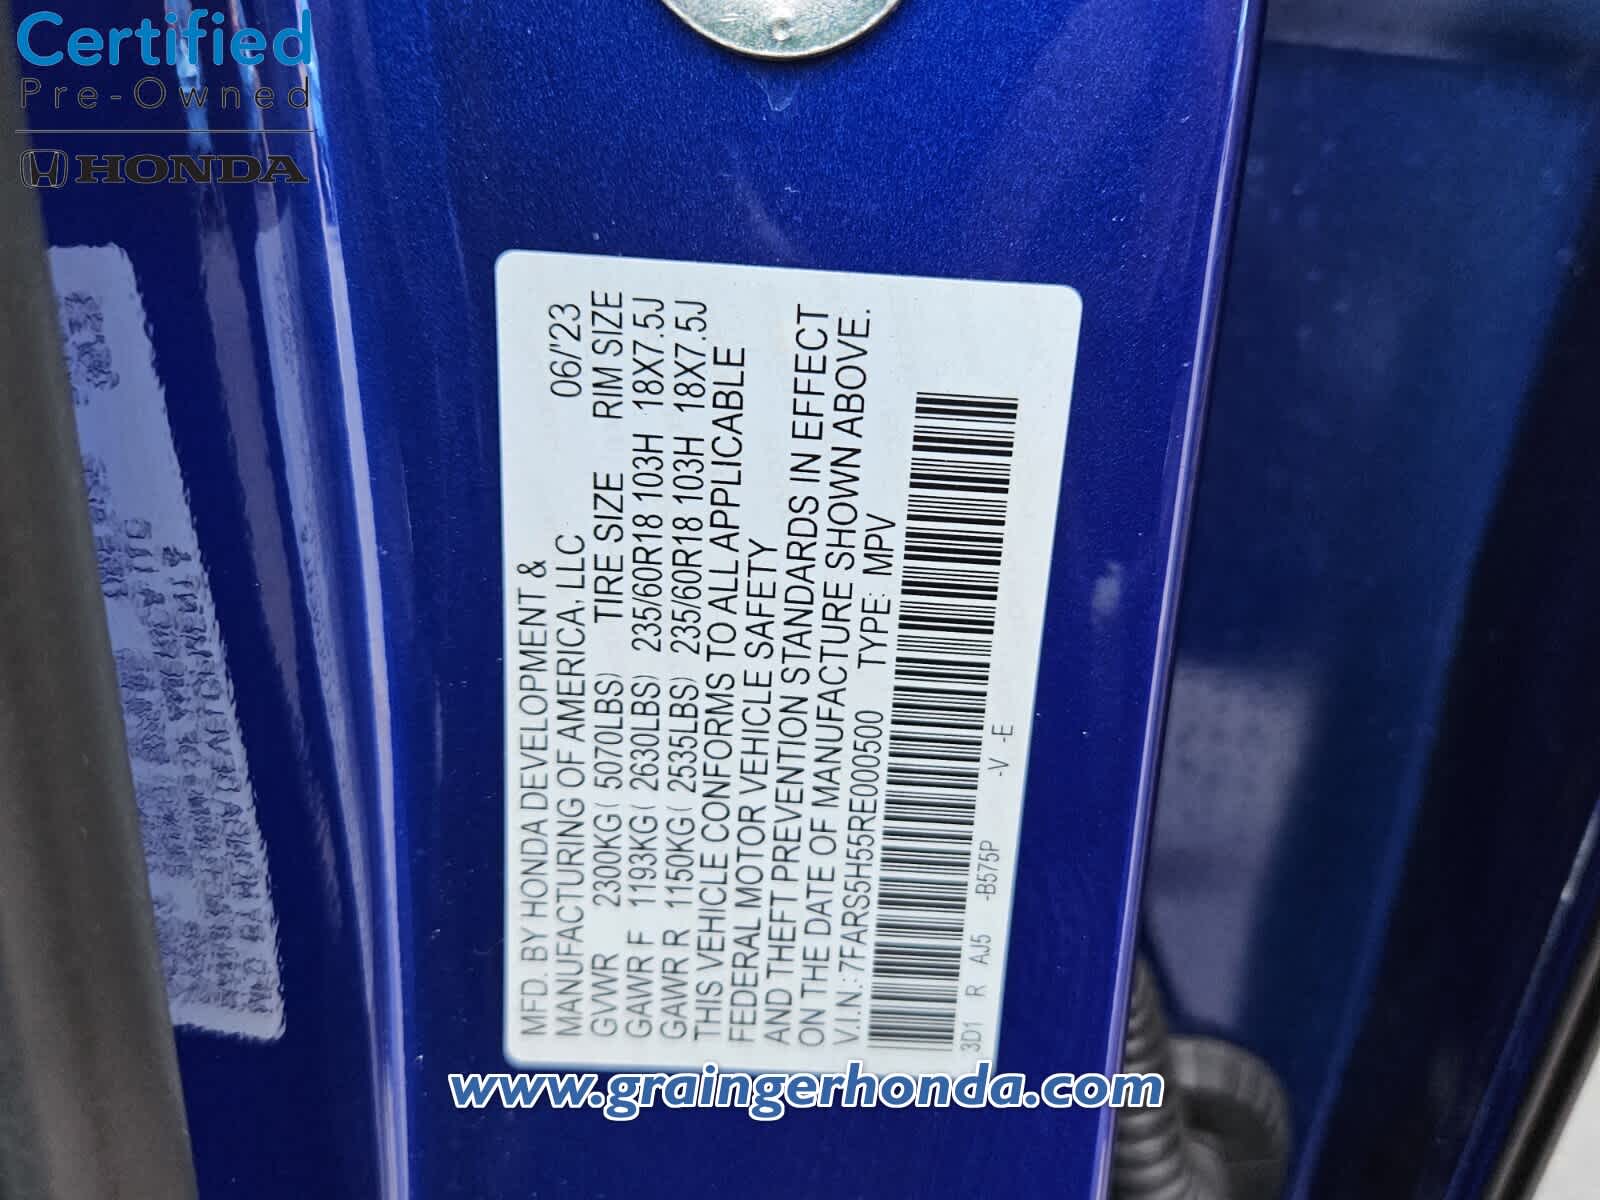 Certified
Pre-Owned
HONDA
MFD. BY HONDA DEVELOPMENT &
MANUFACTURING OF AMERICA, LLC 06/'23
GVWR 2300KG( 5070LBS) TIRE SIZE RIM SIZE
GAWR F 1193KG( 2630LBS) 235/60R18 103H 18X7.5J
GAWR R 1150KG( 2535LBS) 235/60R18 103H 18X7.5J
THIS VEHICLE CONFORMS TO ALL APPLICABLE
FEDERAL MOTOR VEHICLE SAFETY
AND THEFT PREVENTION STANDARDS IN EFFECT
ON THE DATE OF MANUFACTURE SHOWN ABOVE.
V.I.N.:7FARS5H55RE000500 TYPE: MPV
3D1 R AJ5 -B575P -V -E
www.graingerhonda.com